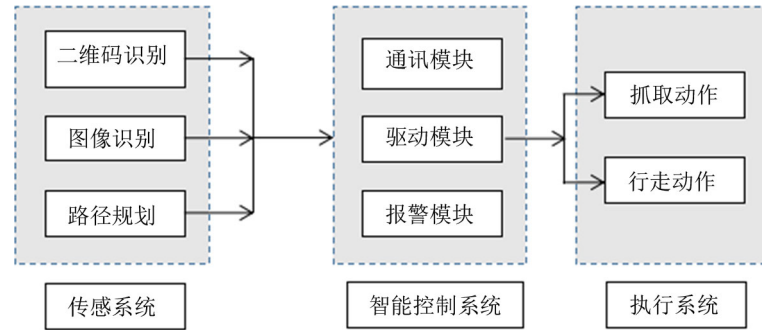 二维码识别
图像识别
路径规划
传感系统
通讯模块
驱动模块
报警模块
智能控制系统
抓取动作
行走动作
执行系统